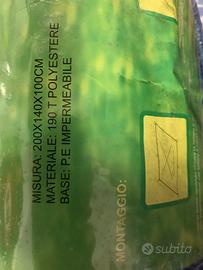 MISURA: 200X140X100CM
MATERIALE: 190 T POLYESTERE
BASE: P.E IMPERMEABILE
MONTAGGIO:
subito